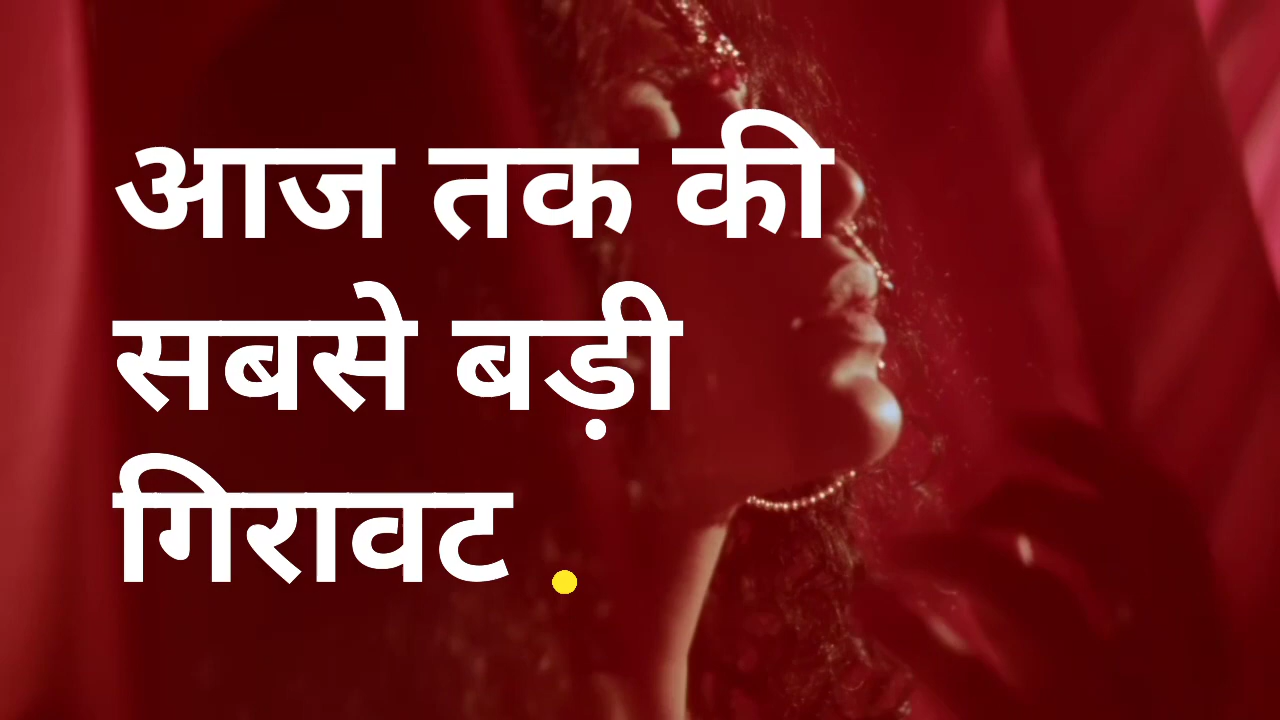 आज तक की
सबसे बड़ी
गिरावट .